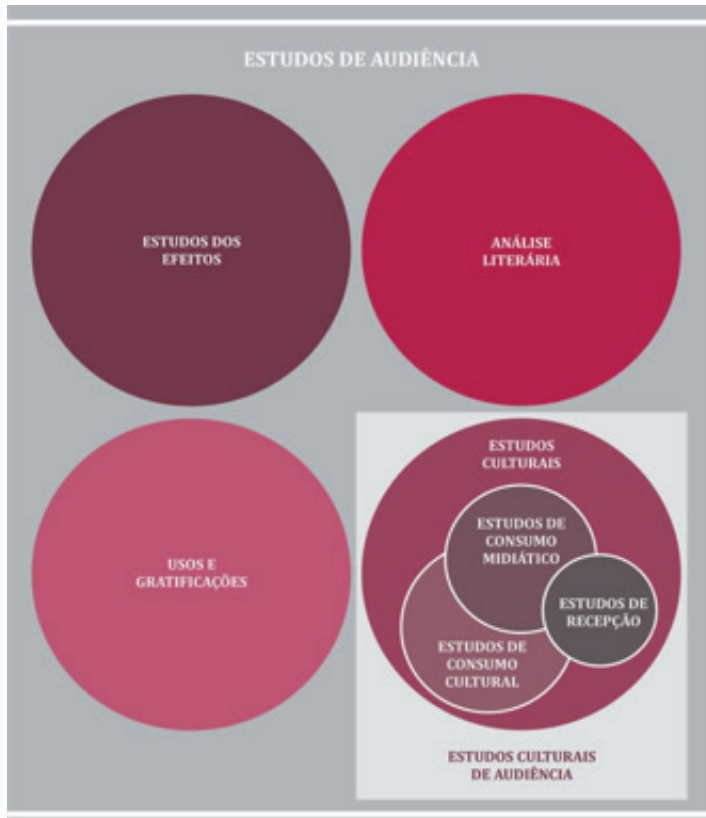 ESTUDOS DE AUDIÊNCIA
ESTUDOS DOS
EFEITOS
ANÁLISE
LITERÁRIA
USOS E
GRATIFICAÇÕES
ESTUDOS
CULTURAIS
ESTUDOS DE
CONSUMO
MIDIÁTICO
ESTUDOS DE
RECEPÇÃO
ESTUDOS DE
CONSUMO
CULTURAL
ESTUDOS CULTURAIS
DE AUDIÊNCIA